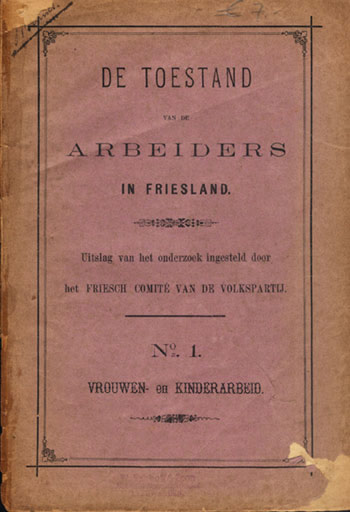 DE TOESTAND
VAN DE
ARBEIDERS
IN FRIESLAND.
Uitslag van het onderzoek ingesteld door
het FRIESCH COMITÉ VAN DE VOLKSPARTIJ.
No. 1.
VROUWEN- en KINDERARBEID.